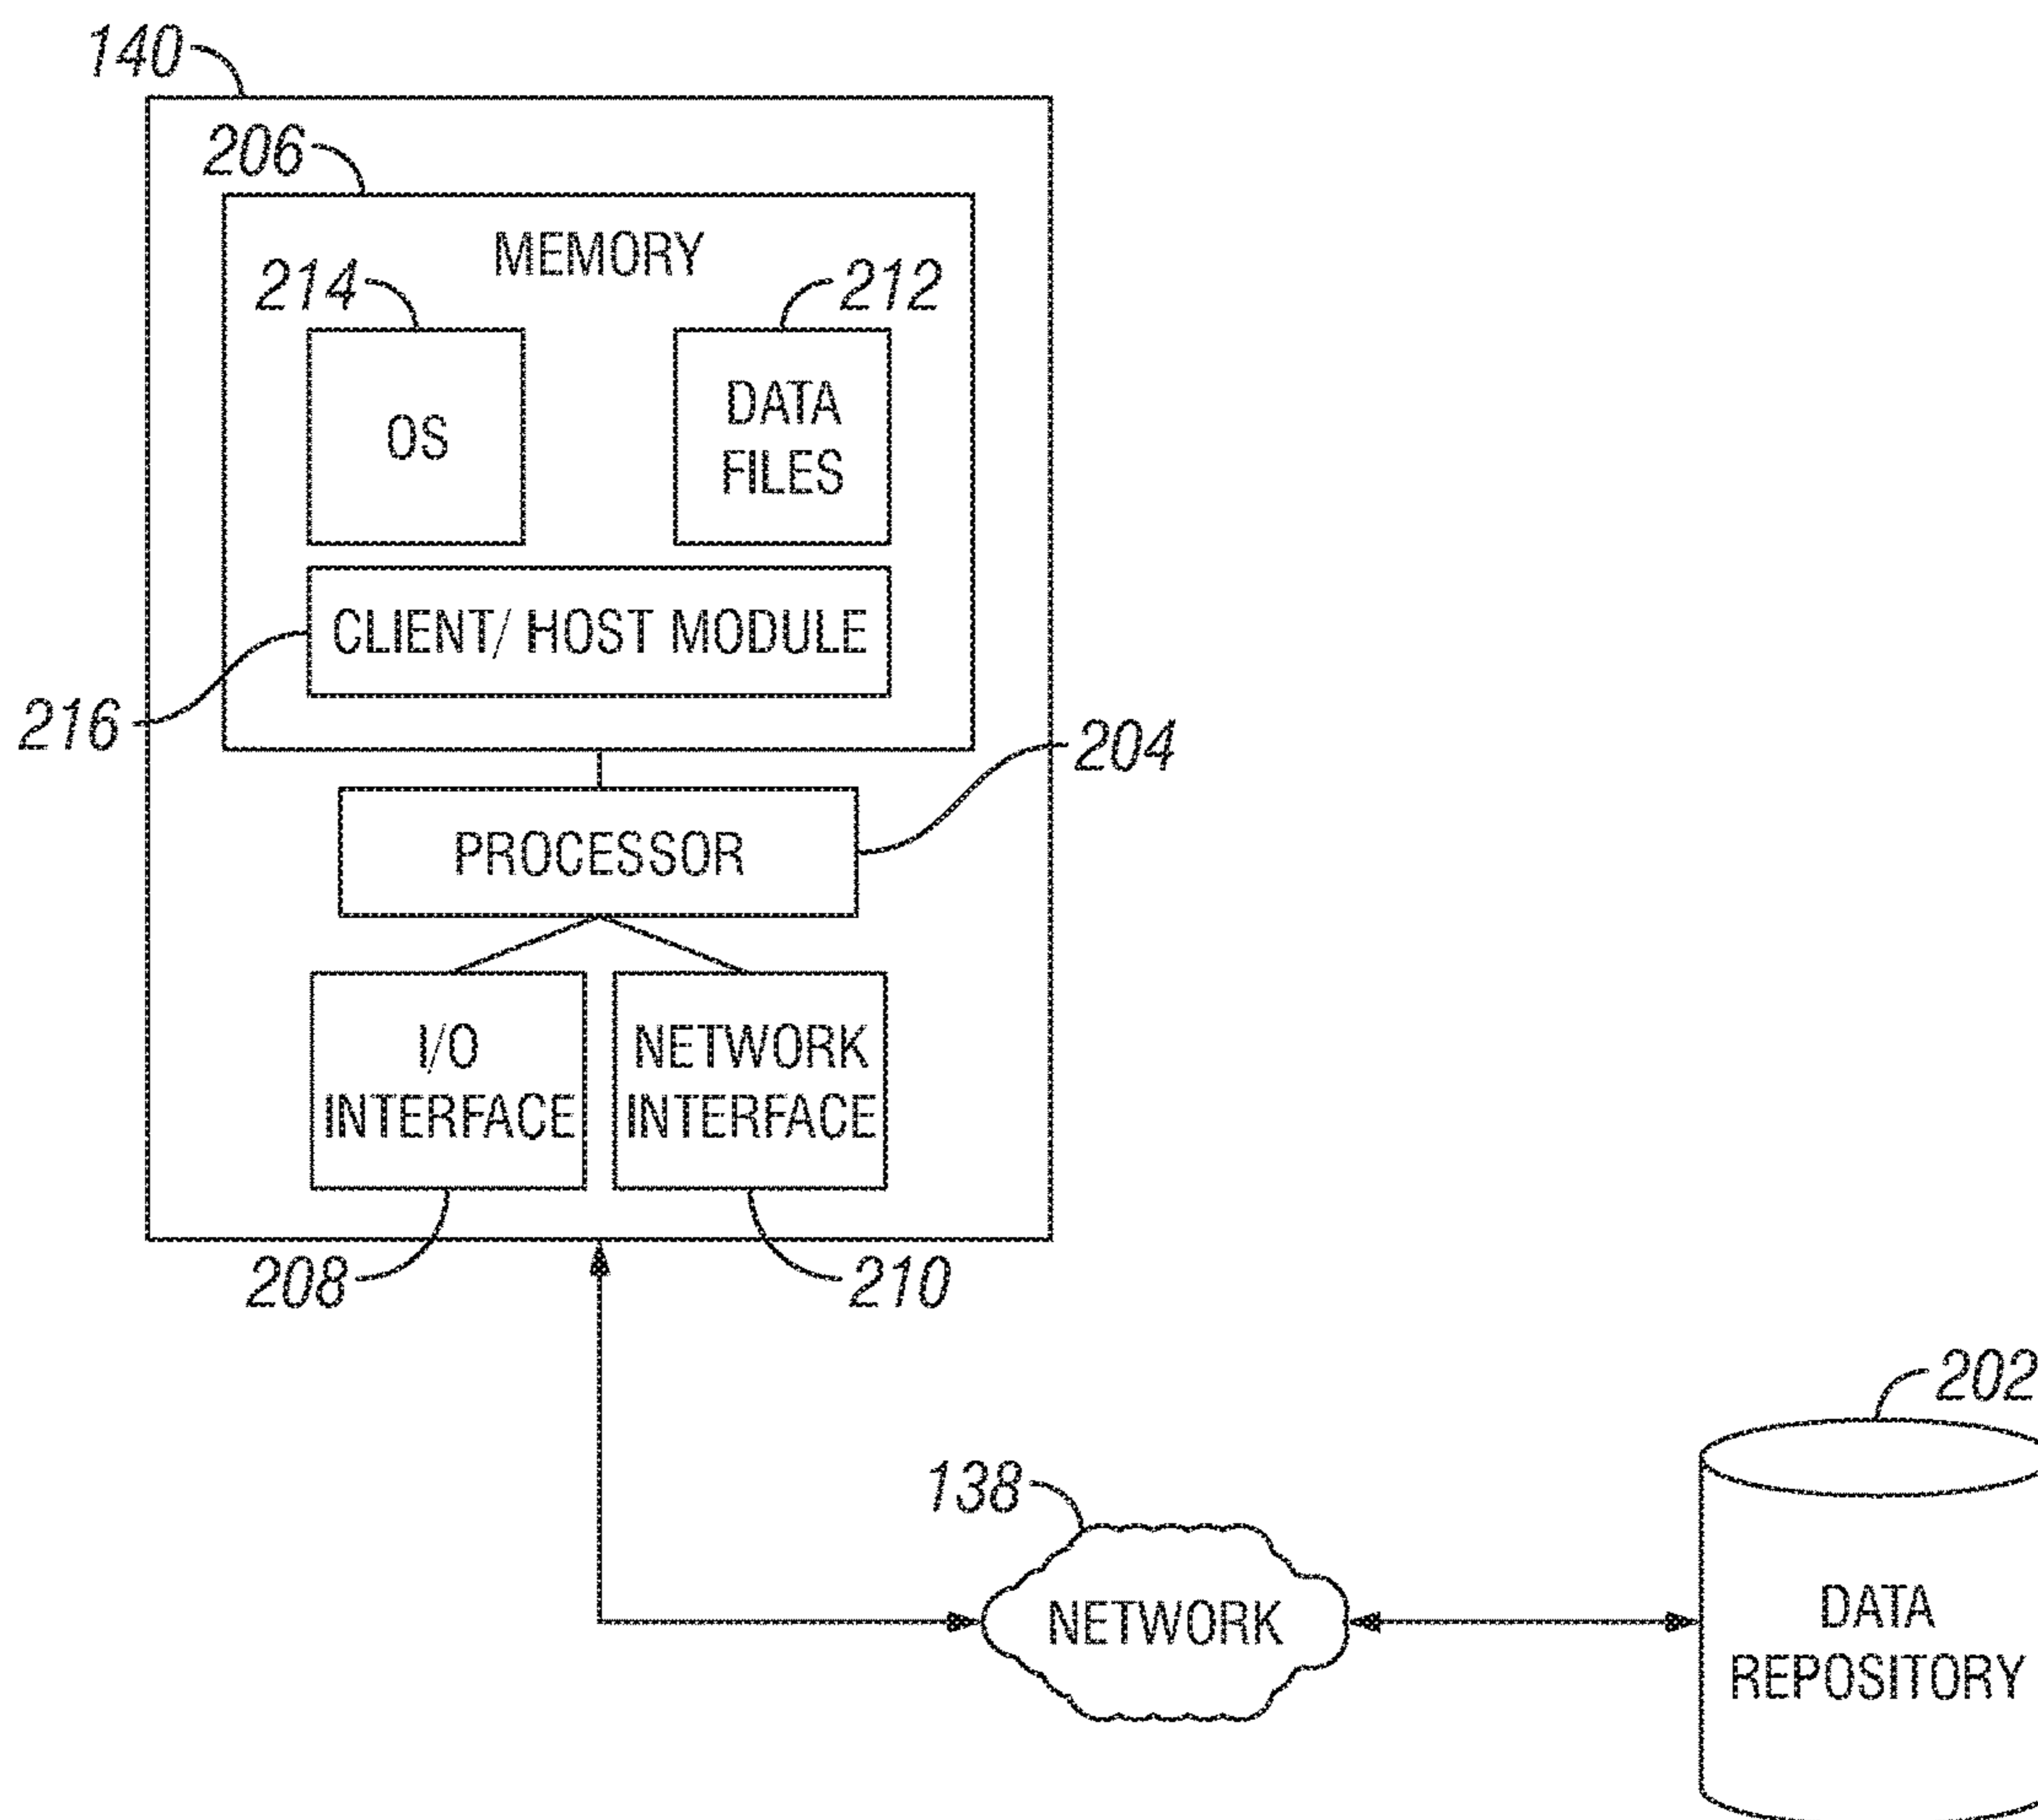 140
206
MEMORY
214
212
OS
DATA
FILES
CLIENT/ HOST MODULE
216
204
PROCESSOR
I/O
INTERFACE
NETWORK
INTERFACE
208
210
202
138
NETWORK
DATA
REPOSITORY